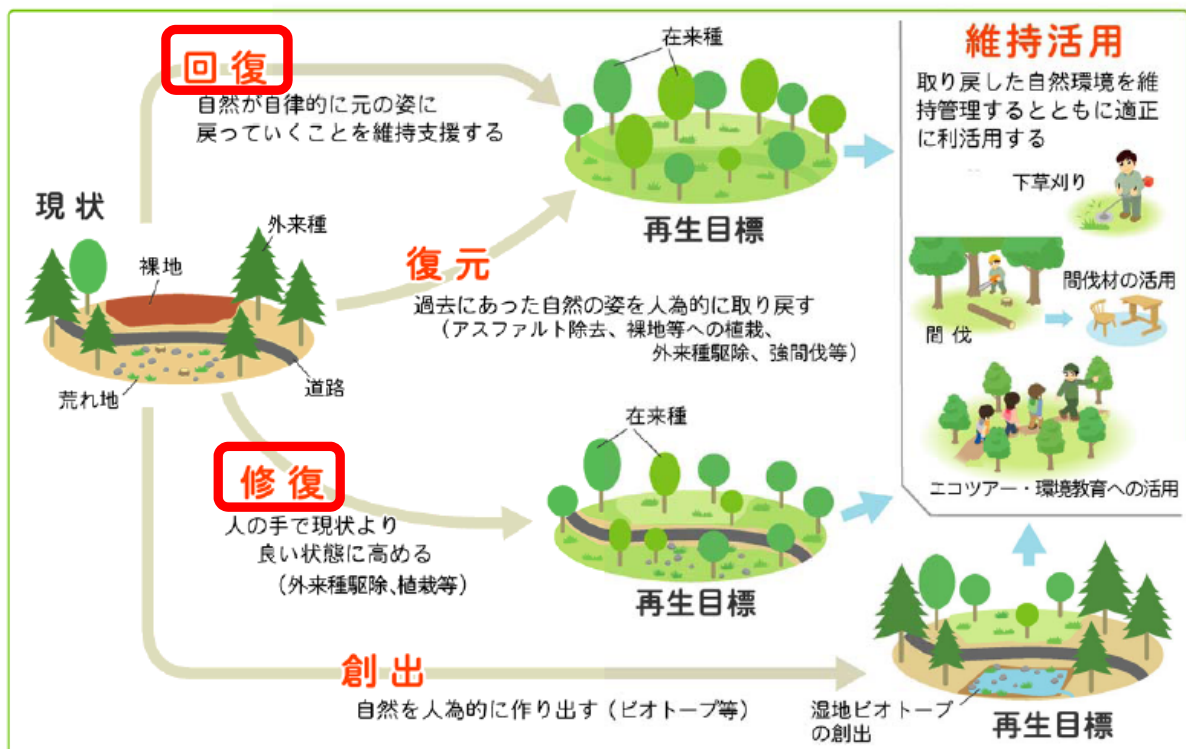 回復
自然が自律的に元の姿に
戻っていくことを維持支援する
在来種
再生目標
現状
外来種
裸地
道路
荒れ地
復元
過去にあった自然の姿を人為的に取り戻す
（アスファルト除去、裸地等への植栽、
外来種駆除、強間伐等）
修復
人の手で現状より
良い状態に高める
（外来種駆除、植栽等）
在来種
再生目標
創出
自然を人為的に作り出す（ビオトープ等）
湿地ビオトープ
の創出
再生目標
維持活用
取り戻した自然環境を維
持管理するとともに適正
に利活用する
下草刈り
間伐材の活用
間伐
エコツアー・環境教育への活用